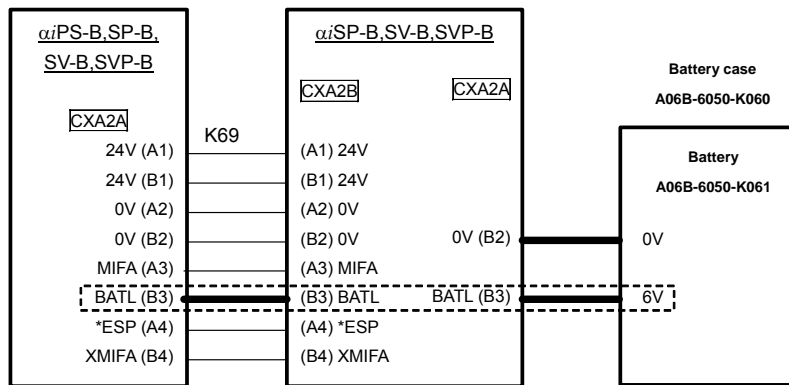 αiPS-B,SP-B,
SV-B,SVP-B
CXA2A
24V (A1)
24V (B1)
0V (A2)
0V (B2)
MIFA (A3)
BATL (B3)
*ESP (A4)
XMIFA (B4)
K69
αiSP-B,SV-B,SVP-B
CXA2B
CXA2A
(A1) 24V
(B1) 24V
(A2) 0V
(B2) 0V
(A3) MIFA
(B3) BATL
(A4) *ESP
(B4) XMIFA
0V (B2)
BATL (B3)
Battery case
A06B-6050-K060
Battery
A06B-6050-K061
0V
6V